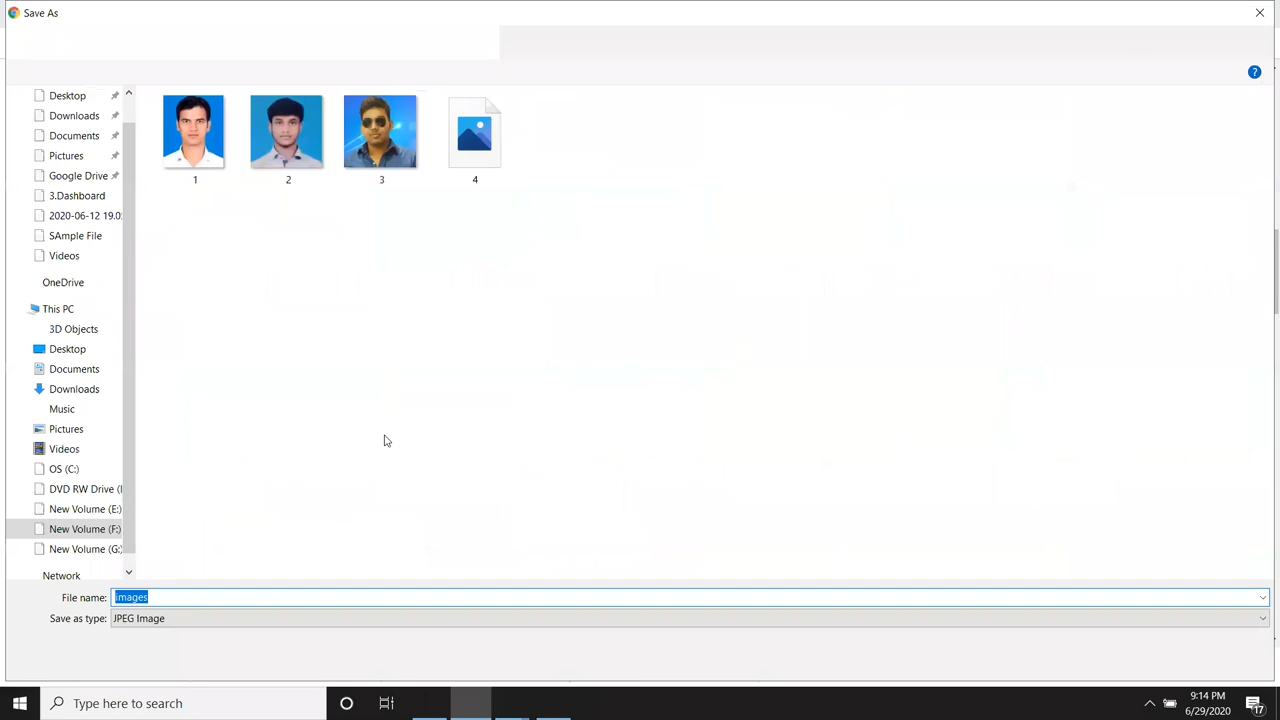 Save As
Desktop
Downloads
Documents
Pictures
Google Drive
3.Dashboard
2020-06-12 19.0
SAmple File
Videos
OneDrive
This PC
3D Objects
Desktop
Documents
Downloads
Music
Pictures
Videos
OS (C:)
DVD RW Drive (
New Volume (E:)
New Volume (F:)
New Volume (G:)
Network
1
2
3
4
File name: images
Save as type: JPEG Image
Type here to search
9:14 PM
6/29/2020
17